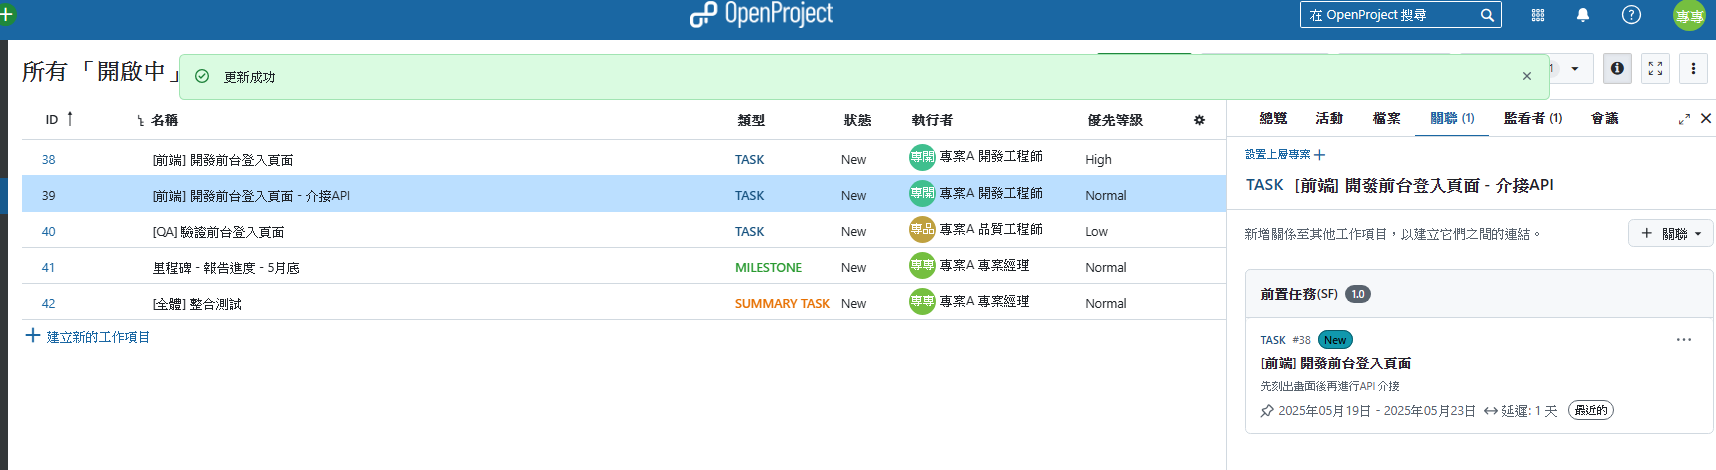 OpenProject
在 OpenProject 搜尋
專專
所有「開啟中」
更新成功
1
ID
名稱
類型
狀態
執行者
優先等級
38
[前端] 開發前台登入頁面
TASK
New
專開
專案A 開發工程師
High
39
[前端] 開發前台登入頁面 - 介接API
TASK
New
專開
專案A 開發工程師
Normal
40
[QA] 驗證前台登入頁面
TASK
New
專品
專案A 品質工程師
Low
41
里程碑 - 報告進度 - 5月底
MILESTONE
New
專專
專案A 專案經理
Normal
42
[全體] 整合測試
SUMMARY TASK
New
專專
專案A 專案經理
Normal
建立新的工作項目
總覽
活動
檔案
關聯 (1)
監看者 (1)
會議
設置上層專案
TASK [前端] 開發前台登入頁面 - 介接API
新增關係至其他工作項目，以建立它們之間的連結。
關聯
前置任務(SF) 1.0
TASK #38 New
[前端] 開發前台登入頁面
先刻出畫面後再進行API 介接
2025年05月19日 - 2025年05月23日 延遲: 1 天 最近的